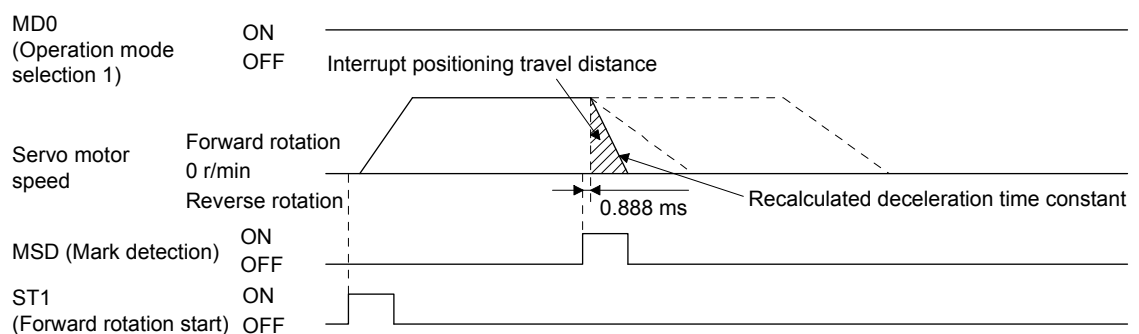 MD0
(Operation mode
selection 1)
ON
OFF
Interrupt positioning travel distance
Servo motor
speed
Forward rotation
0 r/min
Reverse rotation
0.888 ms
Recalculated deceleration time constant
MSD (Mark detection)
ON
OFF
ST1
(Forward rotation start)
ON
OFF